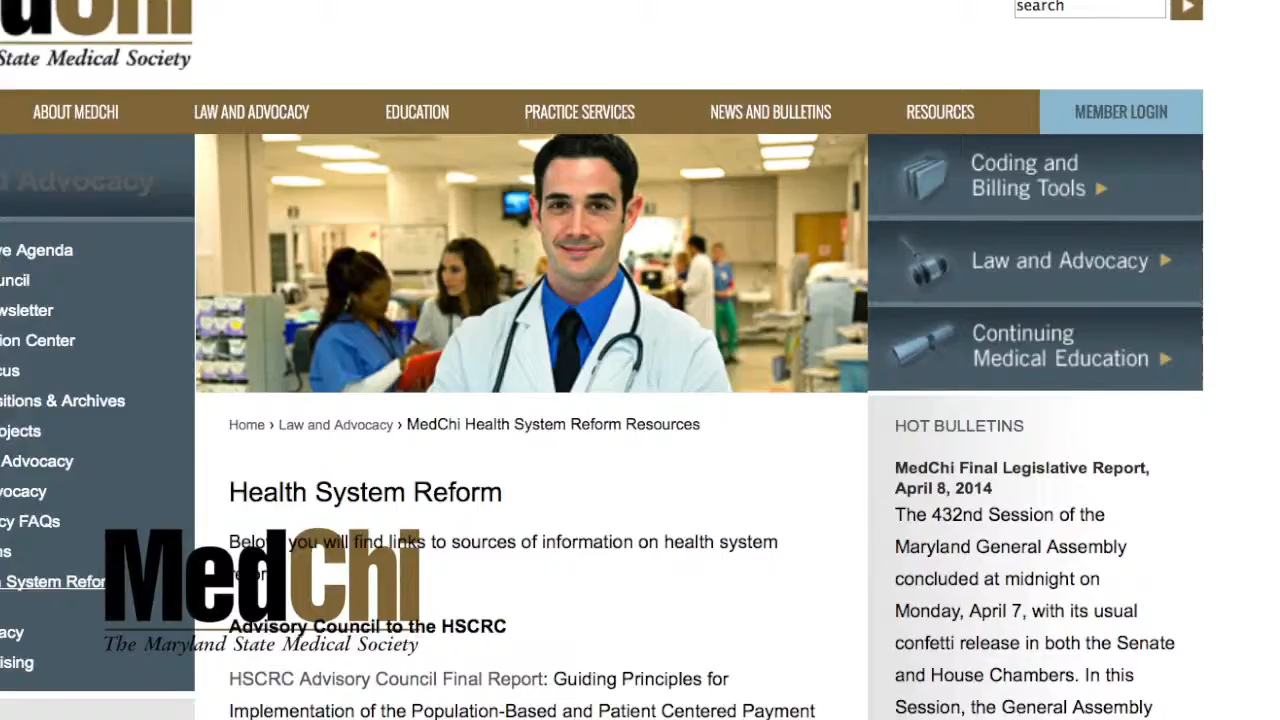 MedChi
State Medical Society
search
ABOUT MEDCHI
LAW AND ADVOCACY
EDUCATION
PRACTICE SERVICES
NEWS AND BULLETINS
RESOURCES
MEMBER LOGIN
d Advocacy
ve Agenda
uncil
wsletter
ion Center
cus
sitions & Archives
ojects
Advocacy
vocacy
cy FAQs
ns
System Refor
acy
ising
Coding and
Billing Tools
Law and Advocacy
Continuing
Medical Education
Home › Law and Advocacy › MedChi Health System Reform Resources
Health System Reform
Below you will find links to sources of information on health system
reform
Advisory Council to the HSCRC
HSCRC Advisory Council Final Report: Guiding Principles for
Implementation of the Population-Based and Patient Centered Payment
MedChi
The Maryland State Medical Society
HOT BULLETINS
MedChi Final Legislative Report,
April 8, 2014
The 432nd Session of the
Maryland General Assembly
concluded at midnight on
Monday, April 7, with its usual
confetti release in both the Senate
and House Chambers. In this
Session, the General Assembly